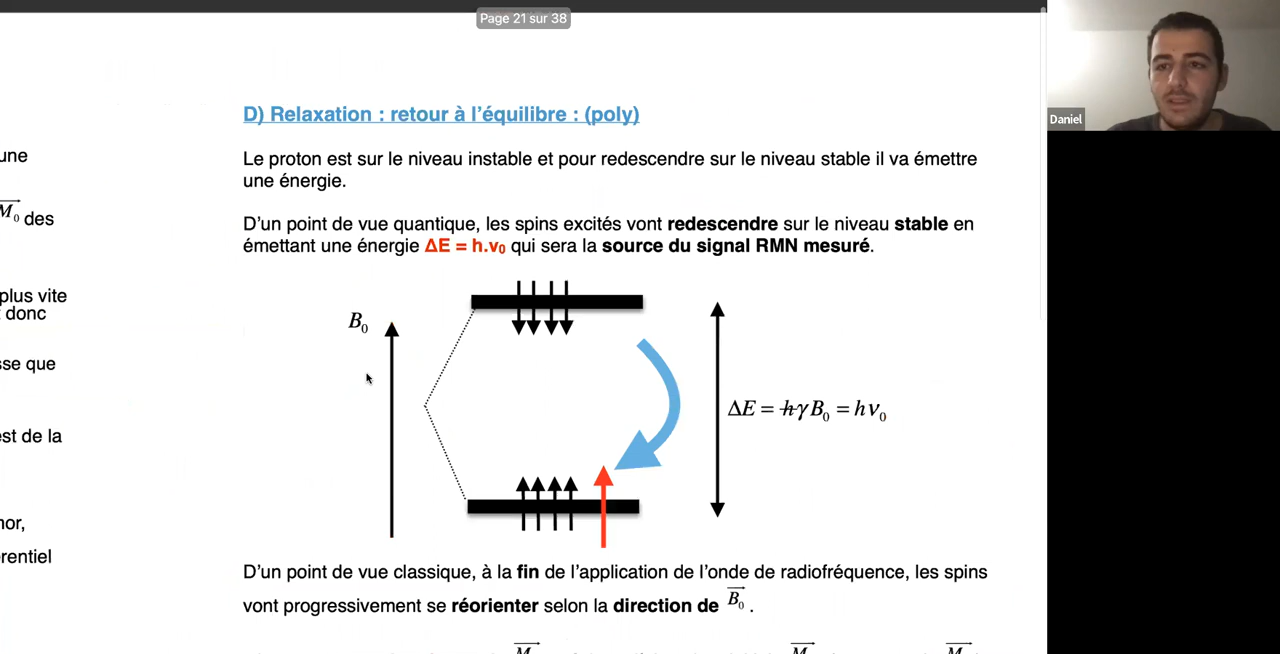 Page 21 sur 38
Daniel
une
M₀ des
plus vite
donc
sse que
est de la
nor,
rentiel
D) Relaxation : retour à l'équilibre : (poly)
Le proton est sur le niveau instable et pour redescendre sur le niveau stable il va émettre
une énergie.
D'un point de vue quantique, les spins excités vont redescendre sur le niveau stable en
émettant une énergie ΔE = h.v₀ qui sera la source du signal RMN mesuré.
B₀
ΔE = ħγB₀ = hν₀
D'un point de vue classique, à la fin de l'application de l'onde de radiofréquence, les spins
vont progressivement se réorienter selon la direction de B₀ .